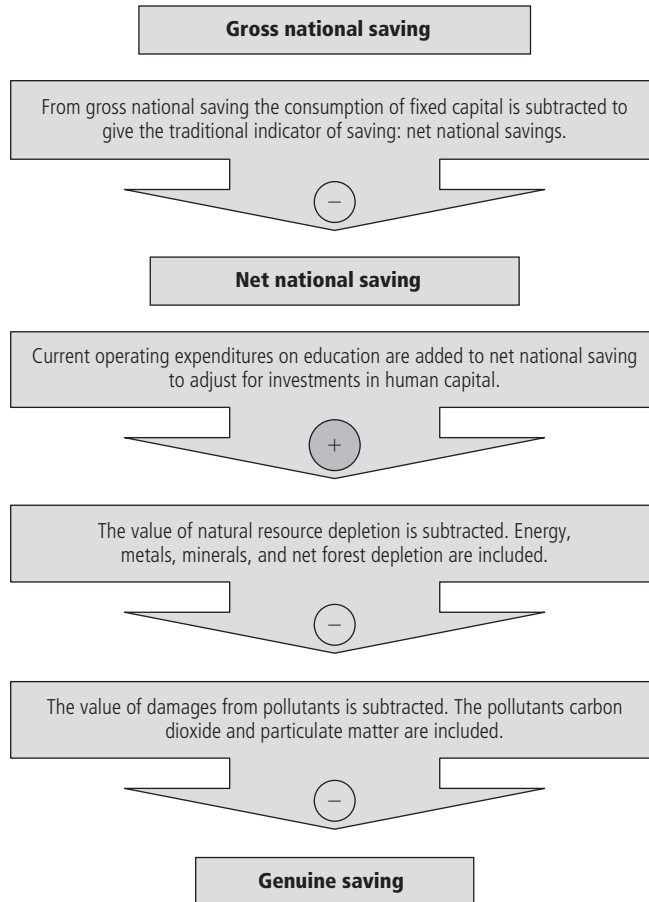 Gross national saving
From gross national saving the consumption of fixed capital is subtracted to
give the traditional indicator of saving: net national savings.
−
Net national saving
Current operating expenditures on education are added to net national saving
to adjust for investments in human capital.
+
The value of natural resource depletion is subtracted. Energy,
metals, minerals, and net forest depletion are included.
−
The value of damages from pollutants is subtracted. The pollutants carbon
dioxide and particulate matter are included.
−
Genuine saving